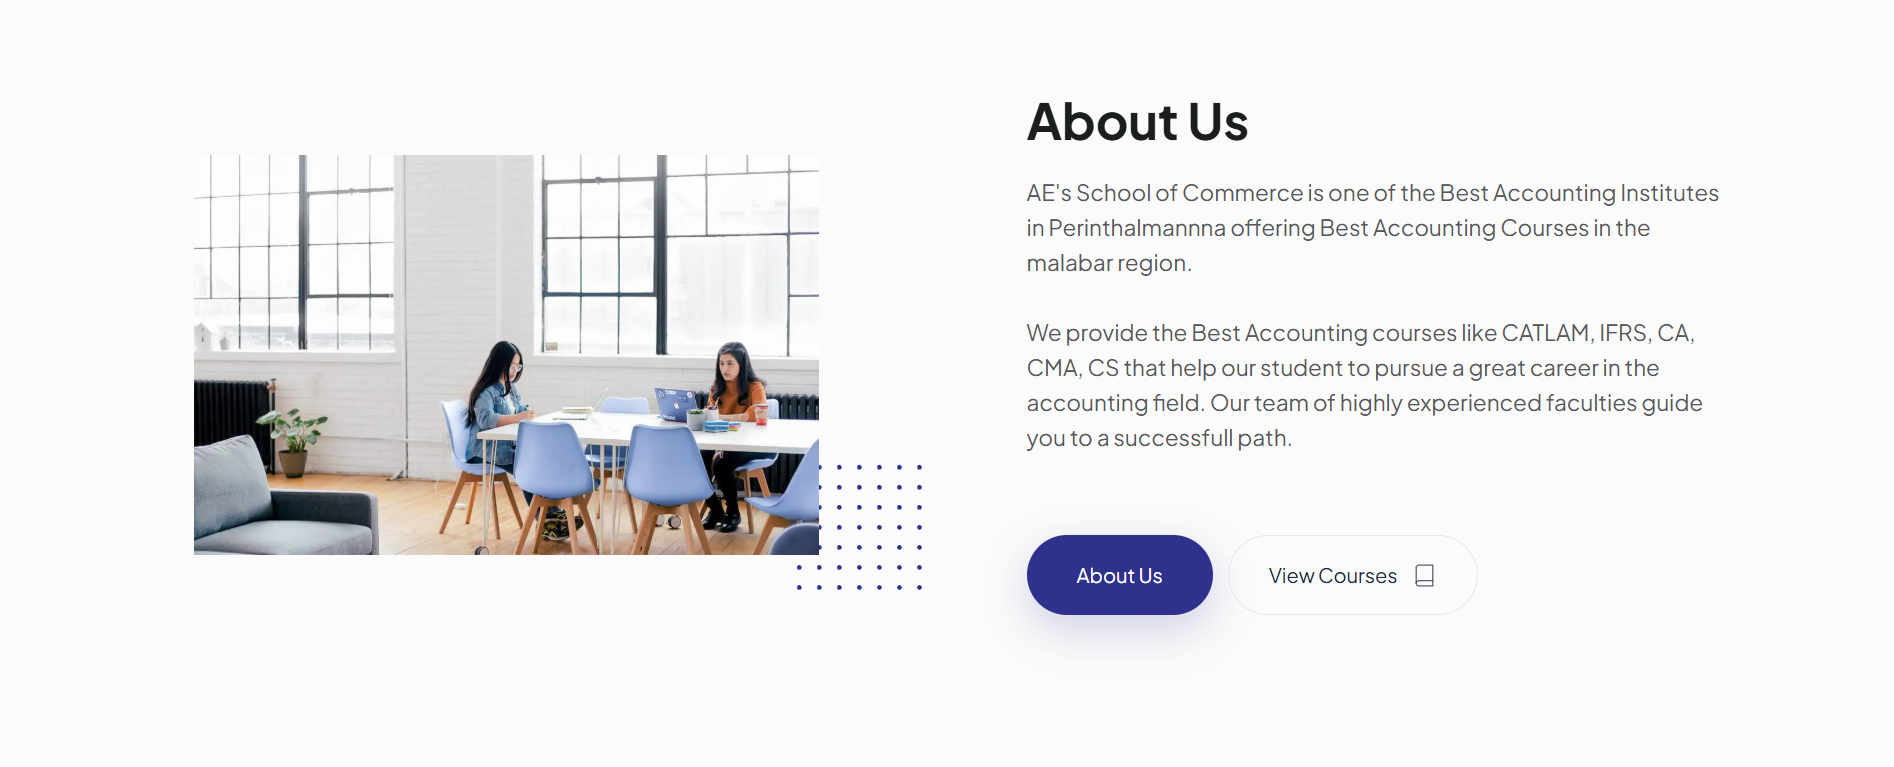 About Us
AE's School of Commerce is one of the Best Accounting Institutes
in Perinthalmannna offering Best Accounting Courses in the
malabar region.
We provide the Best Accounting courses like CATLAM, IFRS, CA,
CMA, CS that help our student to pursue a great career in the
accounting field. Our team of highly experienced faculties guide
you to a successfull path.
About Us
View Courses